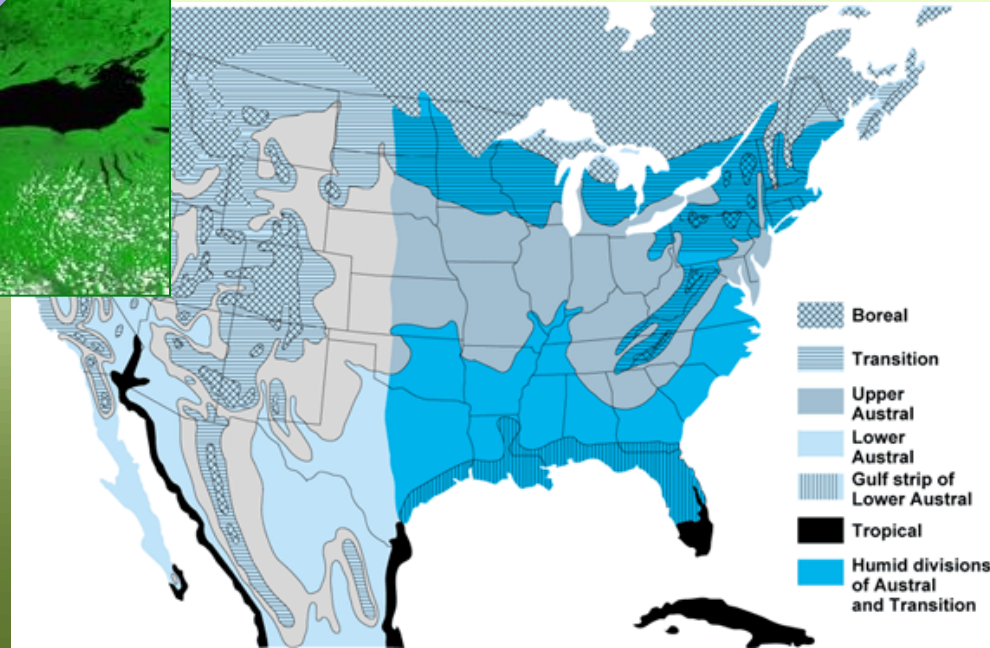 Boreal
Transition
Upper
Austral
Lower
Austral
Gulf strip of
Lower Austral
Tropical
Humid divisions
of Austral
and Transition